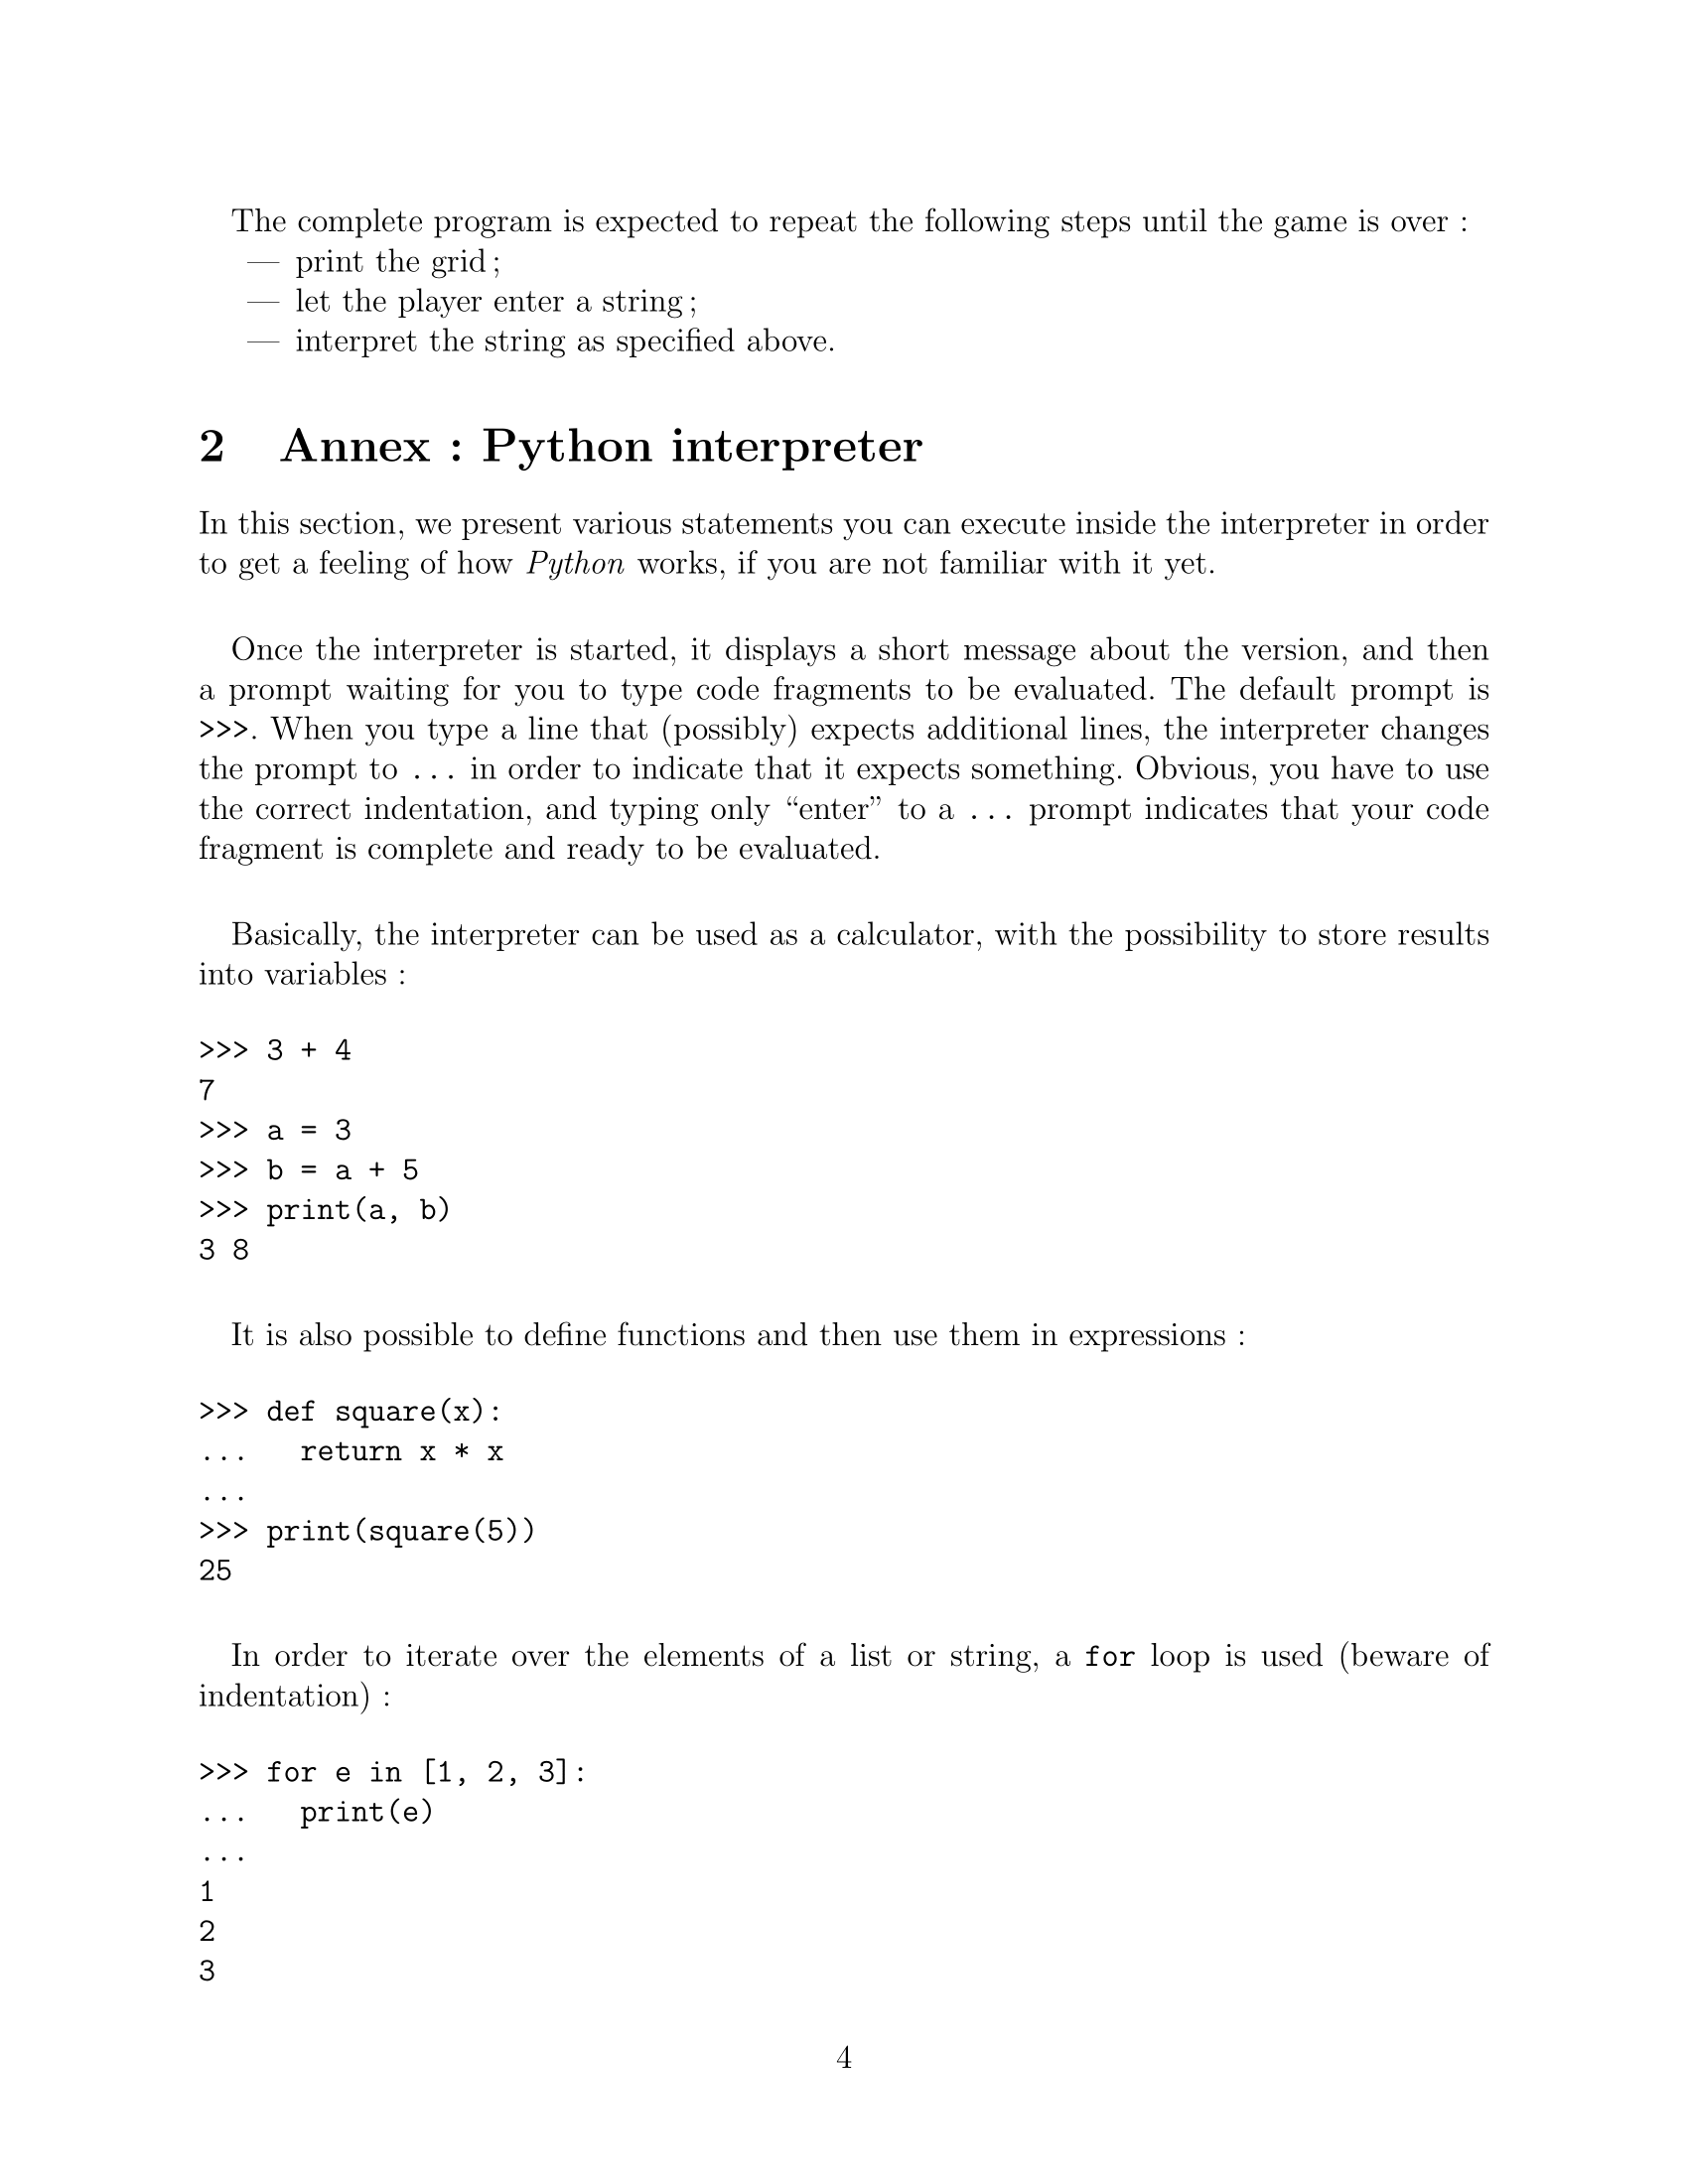 The complete program is expected to repeat the following steps until the game is over :
— print the grid ;
— let the player enter a string ;
— interpret the string as specified above.
2 Annex : Python interpreter
In this section, we present various statements you can execute inside the interpreter in order
to get a feeling of how Python works, if you are not familiar with it yet.
Once the interpreter is started, it displays a short message about the version, and then
a prompt waiting for you to type code fragments to be evaluated. The default prompt is
>>>. When you type a line that (possibly) expects additional lines, the interpreter changes
the prompt to ... in order to indicate that it expects something. Obvious, you have to use
the correct indentation, and typing only “enter” to a ... prompt indicates that your code
fragment is complete and ready to be evaluated.
Basically, the interpreter can be used as a calculator, with the possibility to store results
into variables :
>>> 3 + 4
7
>>> a = 3
>>> b = a + 5
>>> print(a, b)
3 8
It is also possible to define functions and then use them in expressions :
>>> def square(x):
...   return x * x
...
>>> print(square(5))
25
In order to iterate over the elements of a list or string, a for loop is used (beware of
indentation) :
>>> for e in [1, 2, 3]:
...   print(e)
...
1
2
3
4